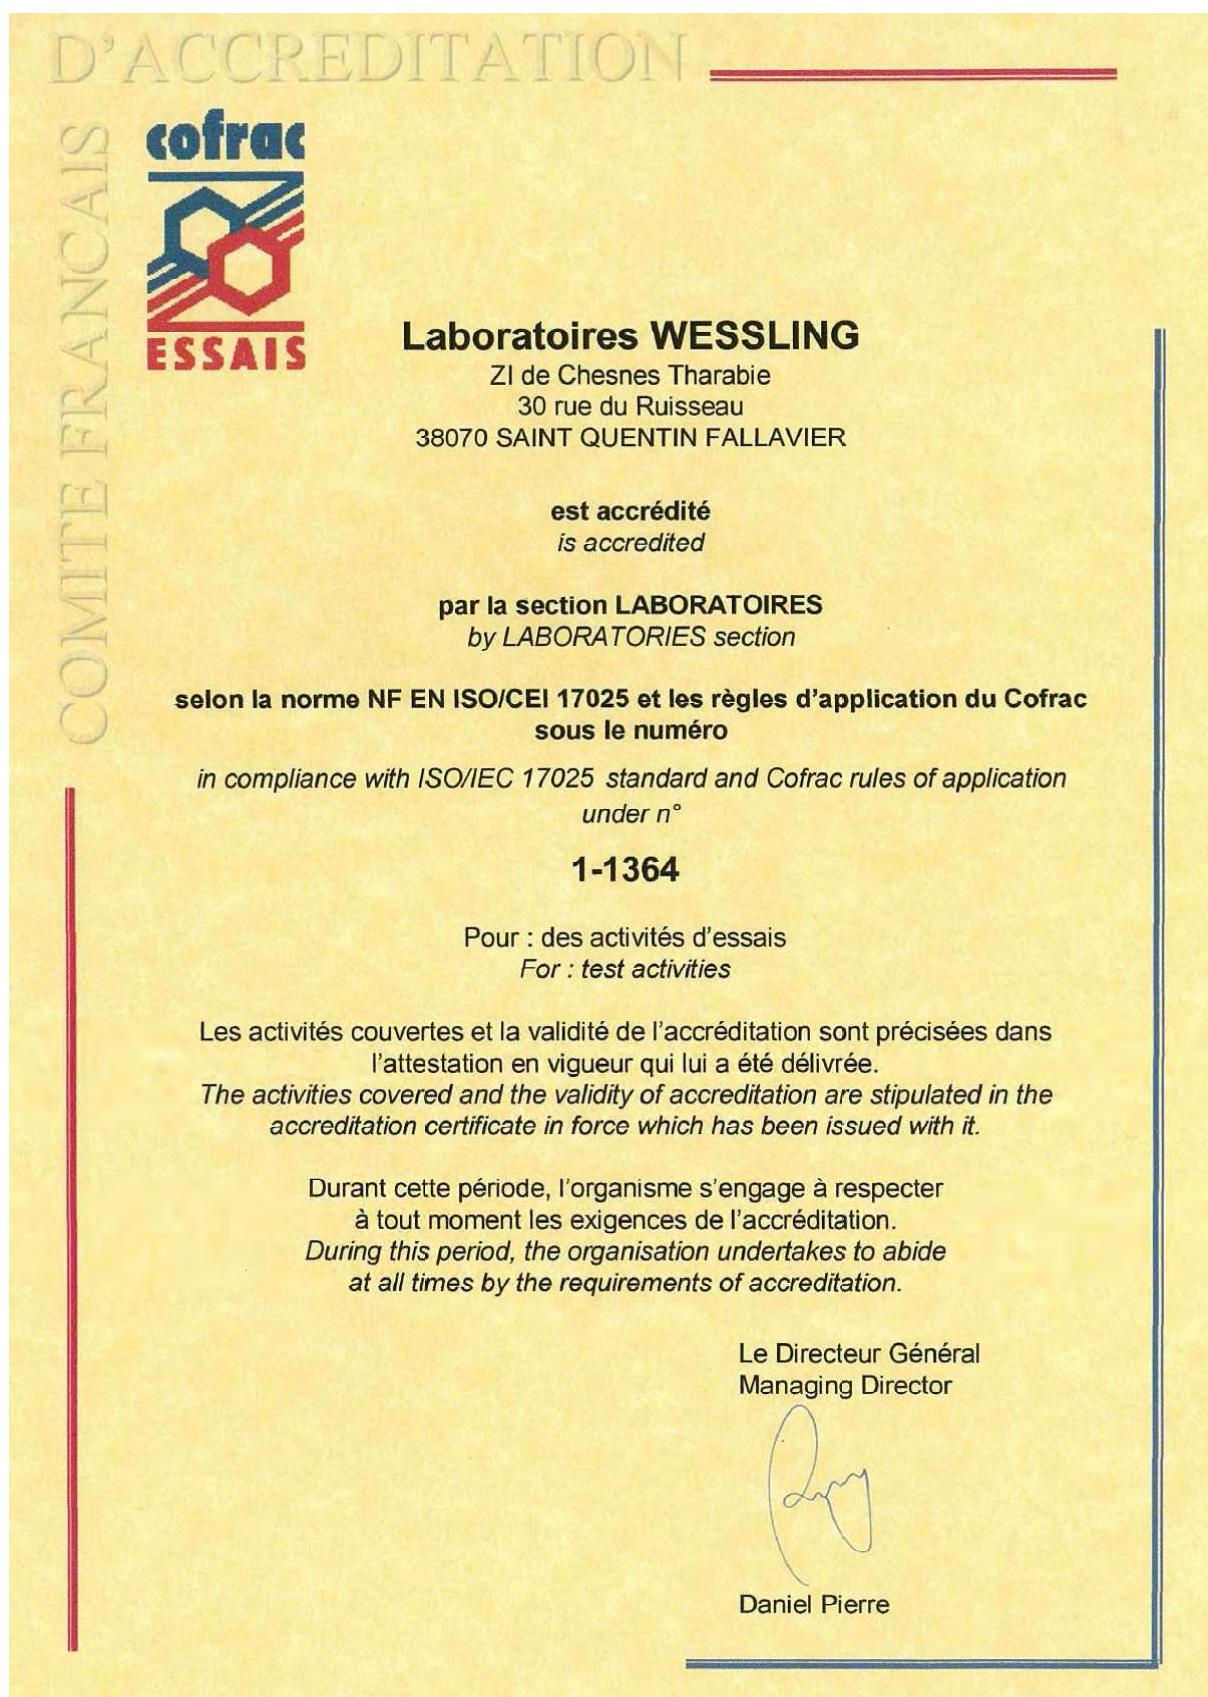 D'ACCREDITATION
COMITE FRANCAIS
cofrac
ESSAIS
Laboratoires WESSLING
ZI de Chesnes Tharabie
30 rue du Ruisseau
38070 SAINT QUENTIN FALLAVIER
est accrédité
is accredited
par la section LABORATOIRES
by LABORATORIES section
selon la norme NF EN ISO/CEI 17025 et les règles d'application du Cofrac
sous le numéro
in compliance with ISO/IEC 17025 standard and Cofrac rules of application
under n°
1-1364
Pour : des activités d'essais
For : test activities
Les activités couvertes et la validité de l'accréditation sont précisées dans
l'attestation en vigueur qui lui a été délivrée.
The activities covered and the validity of accreditation are stipulated in the
accreditation certificate in force which has been issued with it.
Durant cette période, l'organisme s'engage à respecter
à tout moment les exigences de l'accréditation.
During this period, the organisation undertakes to abide
at all times by the requirements of accreditation.
Le Directeur Général
Managing Director
Daniel Pierre